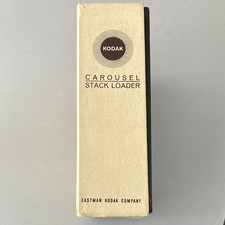 KODAK
CAROUSEL
STACK LOADER
EASTMAN KODAK COMPANY